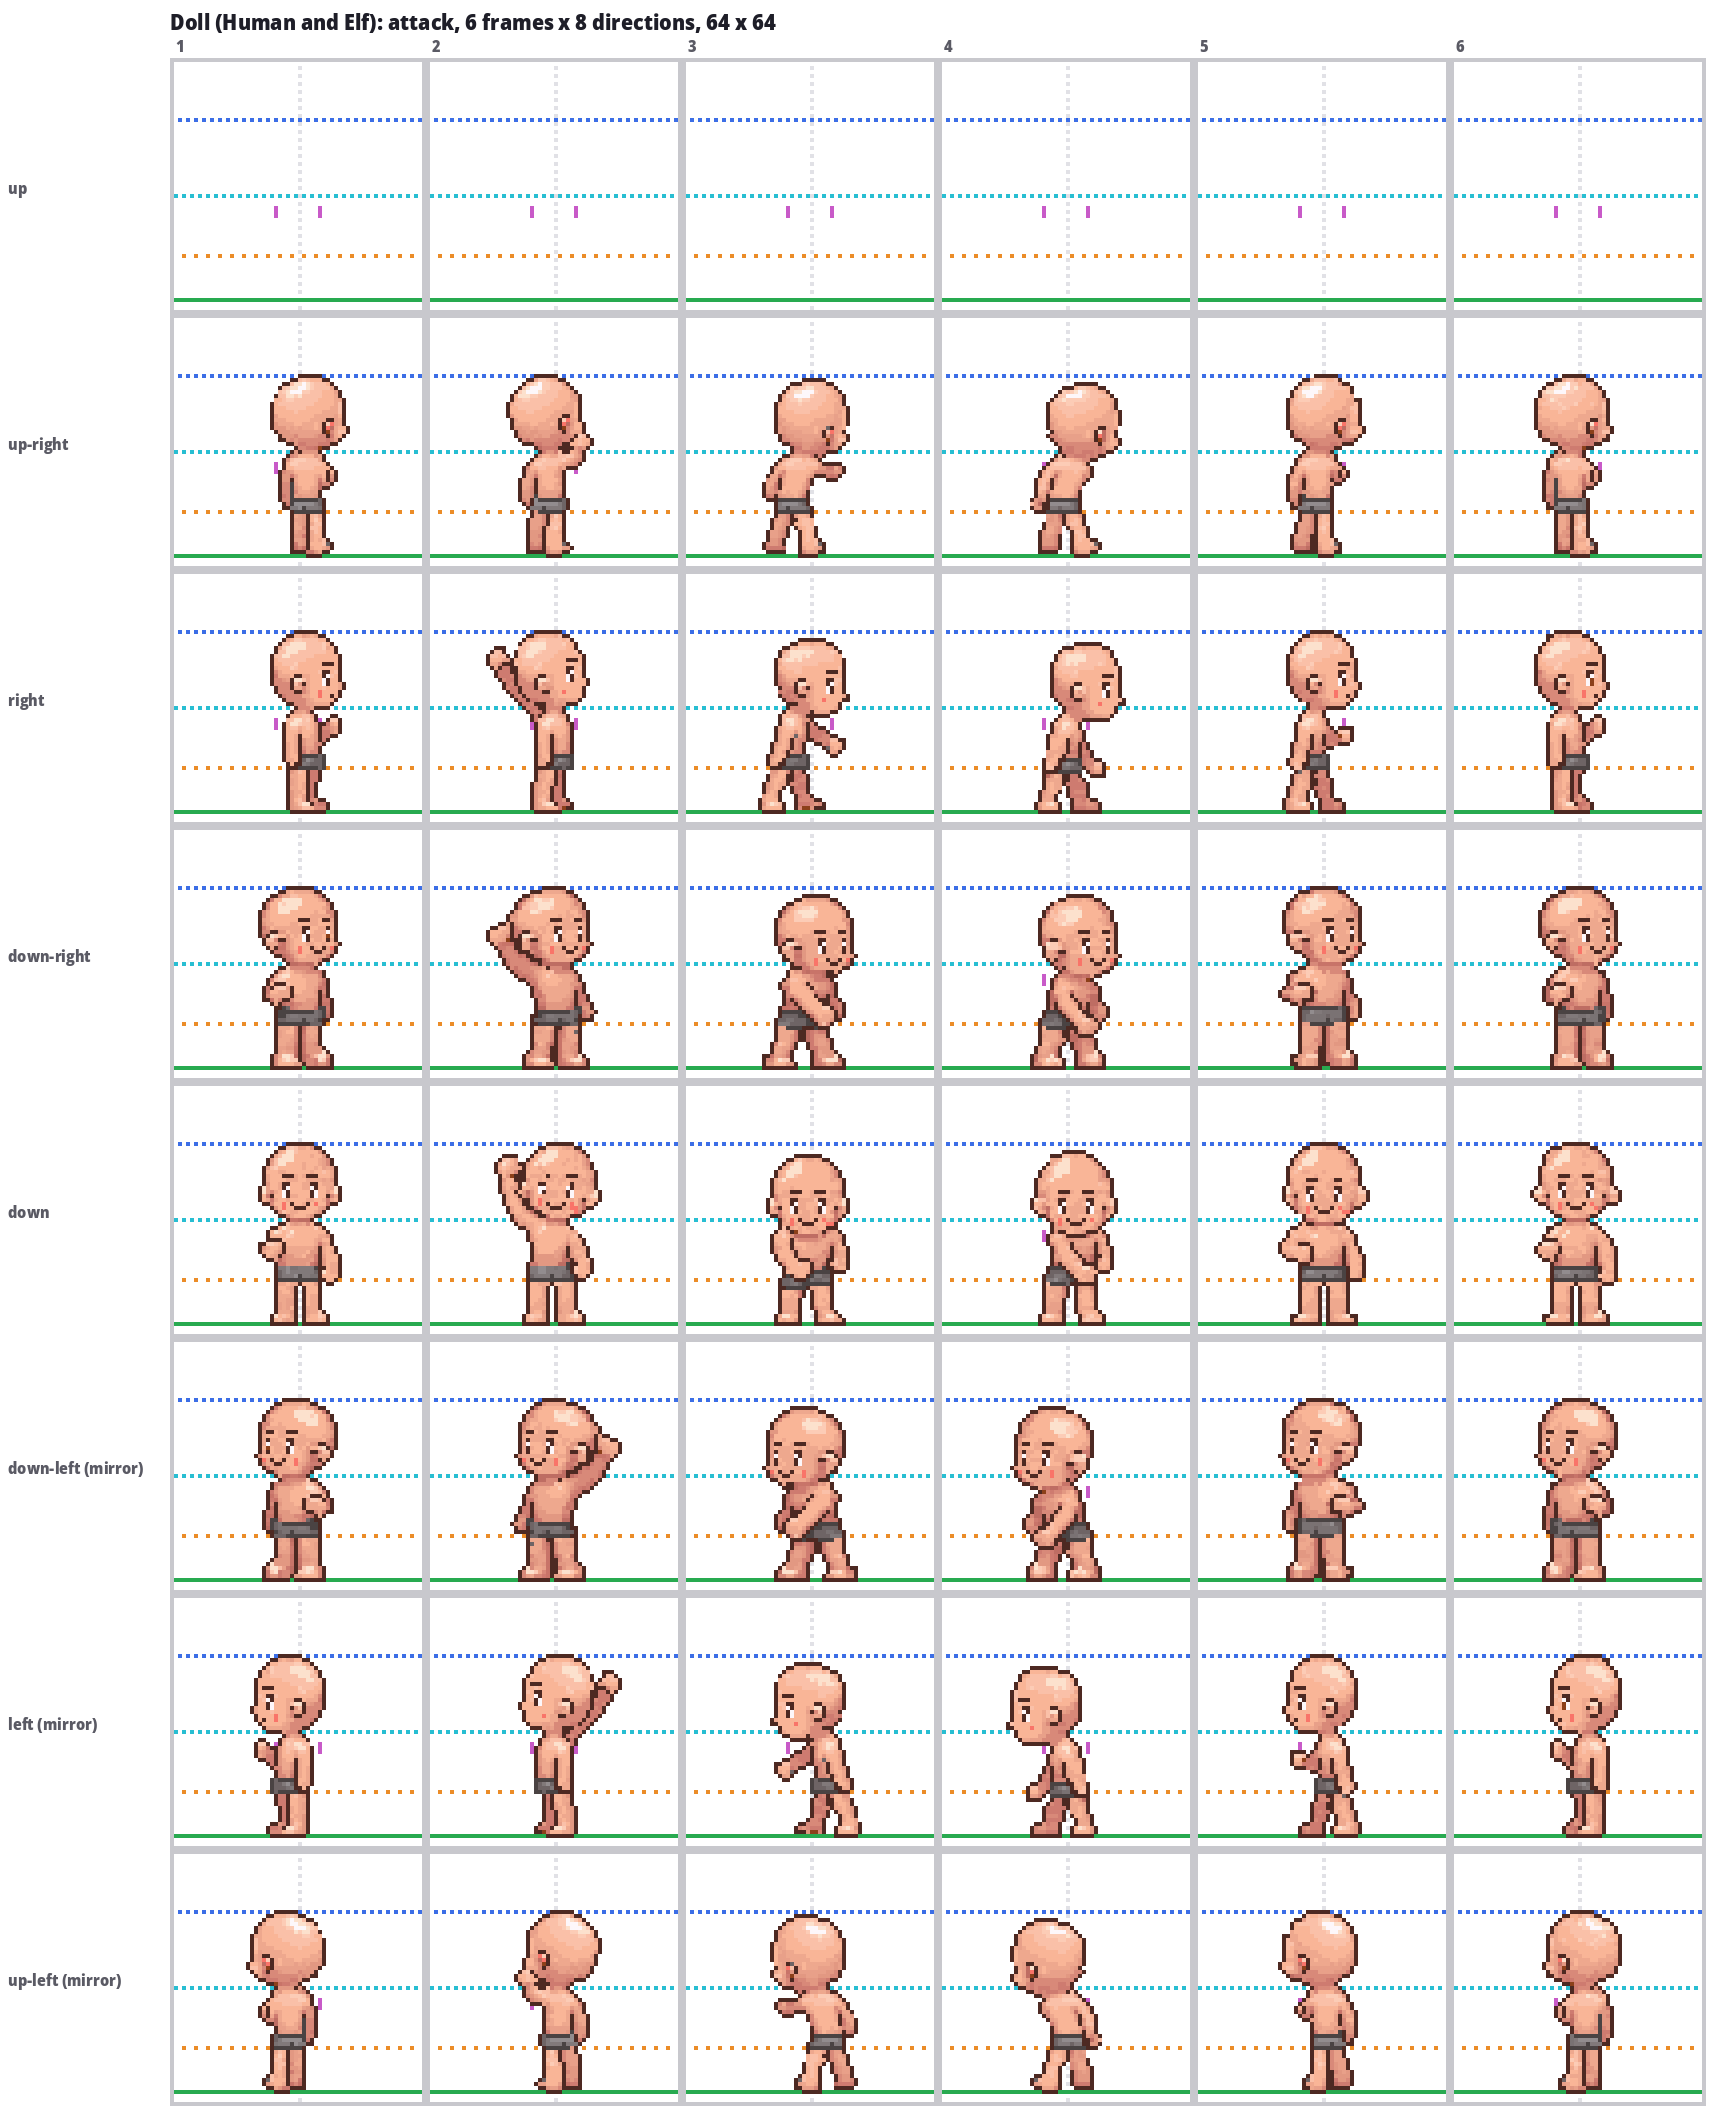 Doll (Human and Elf): attack, 6 frames x 8 directions, 64 x 64
1 2 3 4 5 6
up
up-right
right
down-right
down
down-left (mirror)
left (mirror)
up-left (mirror)